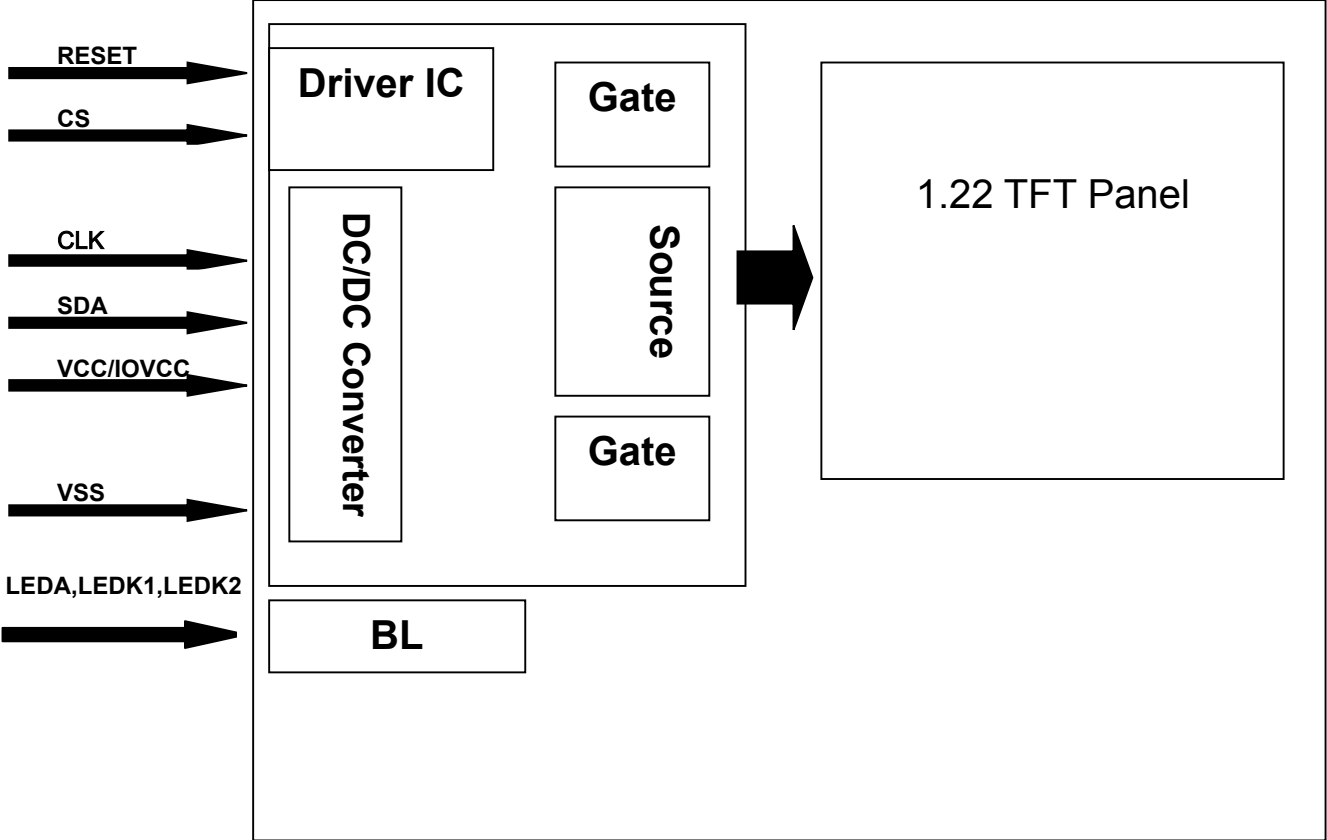 RESET
CS
CLK
SDA
VCC/IOVCC
VSS
LEDA,LEDK1,LEDK2
Driver IC
DC/DC Converter
Gate
Source
Gate
BL
1.22 TFT Panel